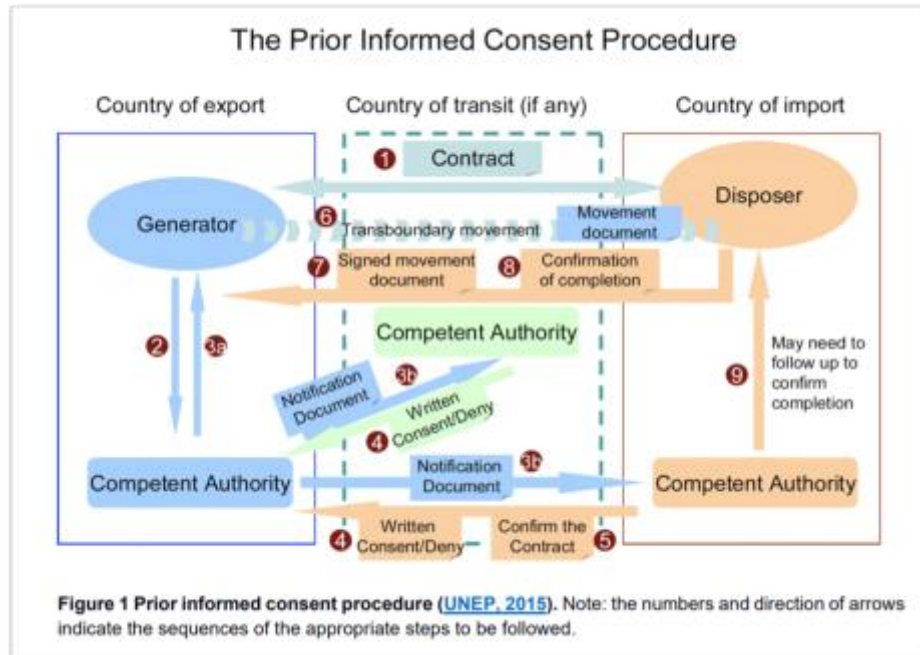 The Prior Informed Consent Procedure
Country of export
Country of transit (if any)
Country of import
1
Contract
Generator
Disposer
6
Transboundary movement
Movement
document
7
Signed movement
document
8
Confirmation
of completion
2
3a
Competent Authority
Notification
Document
3b
4
Written
Consent/Deny
9
May need to
follow up to
confirm
completion
Competent Authority
Notification
Document
3b
Competent Authority
4
Written
Consent/Deny
Confirm the
Contract
5
Figure 1 Prior informed consent procedure (UNEP, 2015). Note: the numbers and direction of arrows
indicate the sequences of the appropriate steps to be followed.